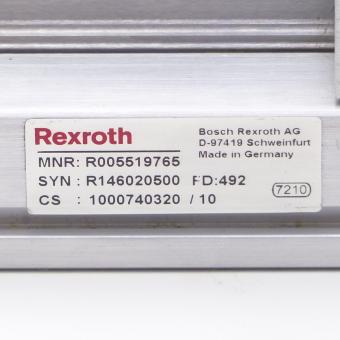 Rexroth
Bosch Rexroth AG
D-97419 Schweinfurt
Made in Germany
MNR: R005519765
SYN : R146020500 FD:492
CS : 1000740320 / 10
7210